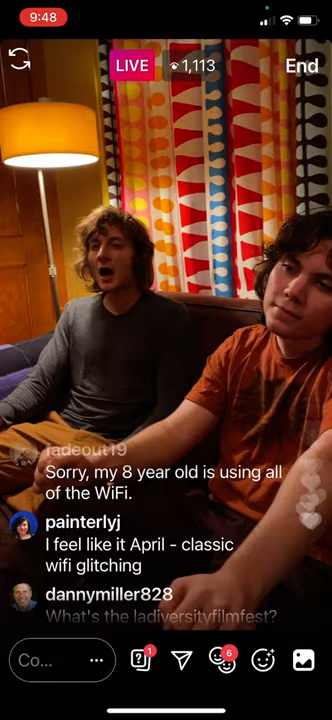 9:48
LIVE
1,113
End
fadeout19
Sorry, my 8 year old is using all
of the WiFi.
painterlyj
I feel like it April - classic
wifi glitching
dannymiller828
What's the ladiversityfilmfest?
Co...
1
6